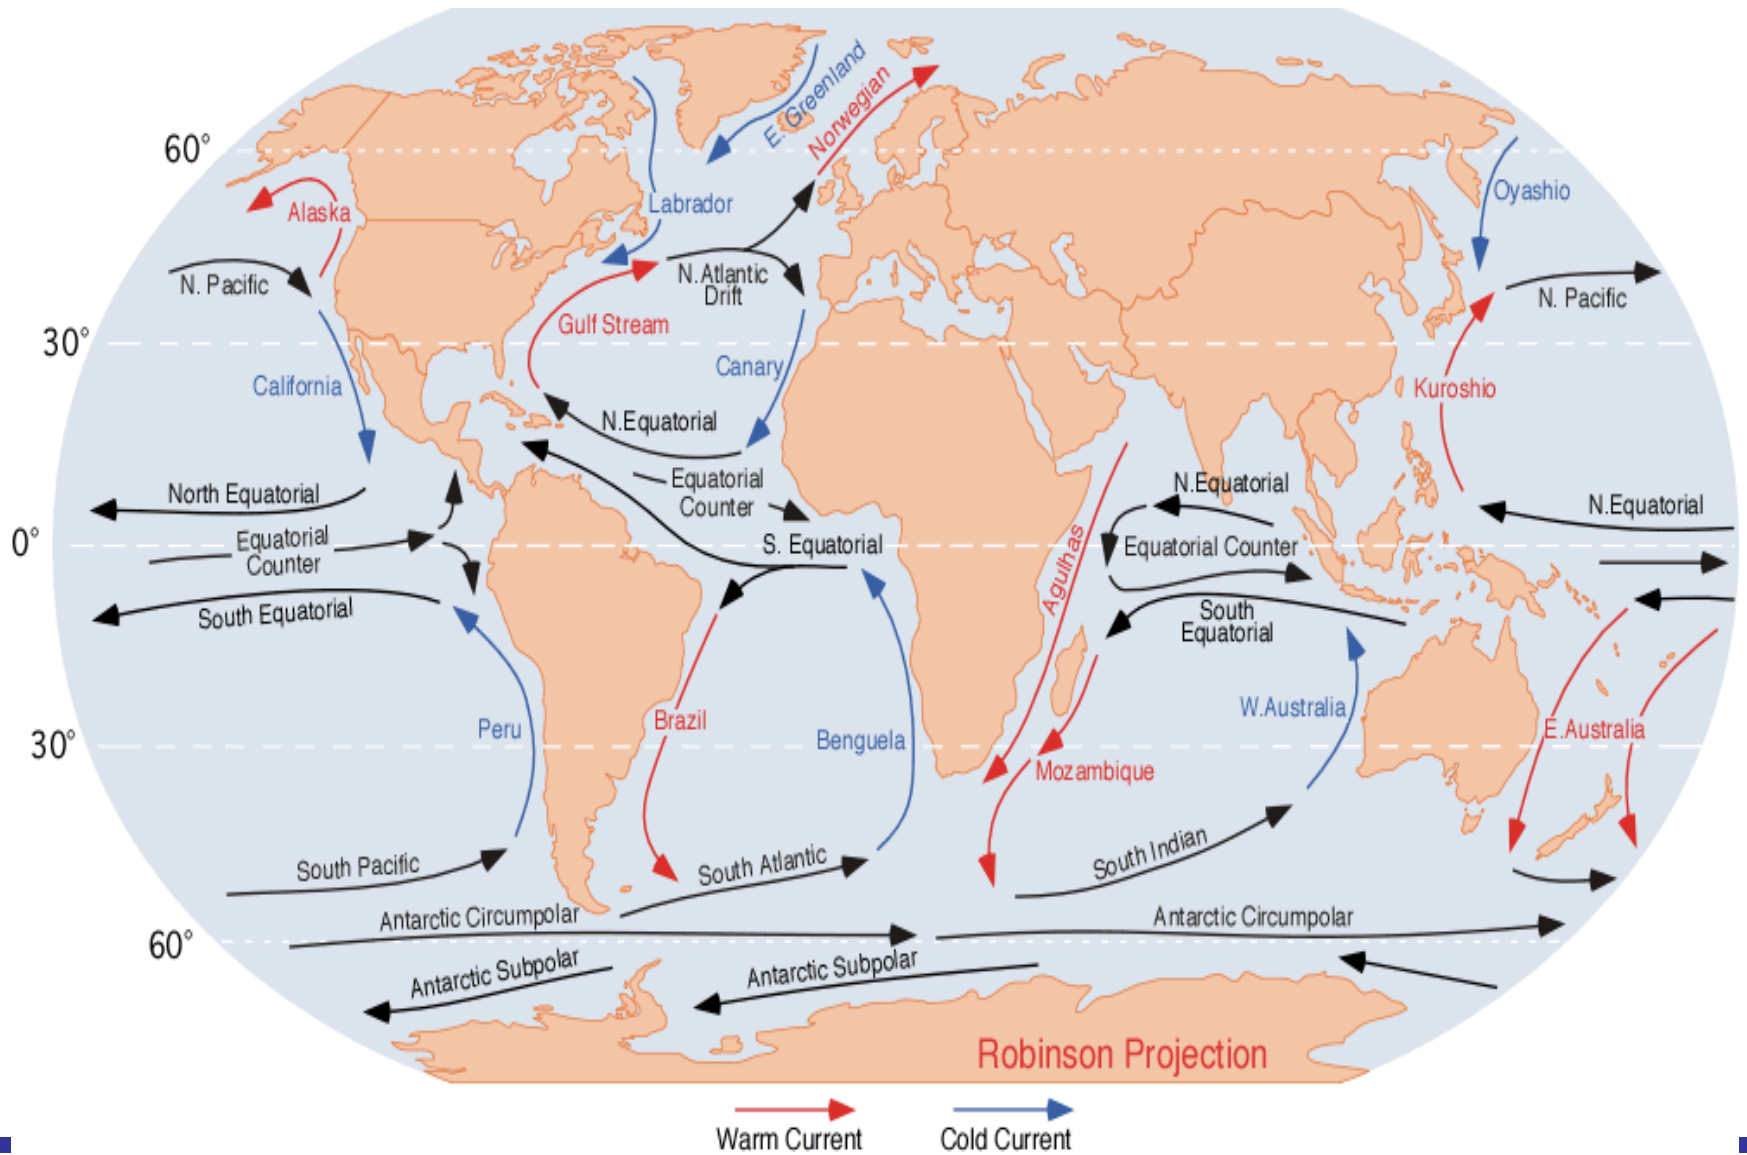 E. Greenland
Norwegian
60°
Labrador
Oyashio
Alaska
N. Pacific
N.Atlantic
Drift
N. Pacific
Gulf Stream
30°
California
Canary
Kuroshio
N.Equatorial
North Equatorial
Equatorial
Counter
N.Equatorial
N.Equatorial
0°
Equatorial
Counter
S. Equatorial
Equatorial Counter
Agulhas
South Equatorial
South
Equatorial
Peru
Brazil
Benguela
W.Australia
E.Australia
30°
Mozambique
South Pacific
South Atlantic
South Indian
Antarctic Circumpolar
Antarctic Circumpolar
60°
Antarctic Subpolar
Antarctic Subpolar
Robinson Projection
Warm Current
Cold Current